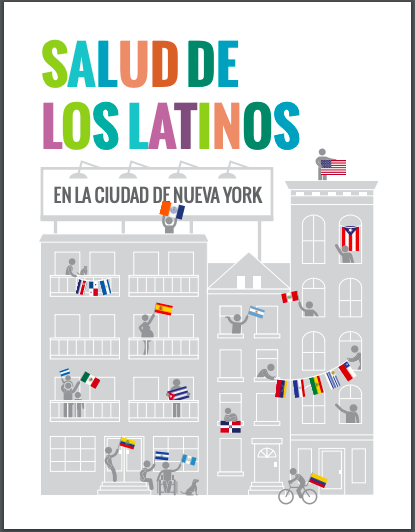 SALUD DE
LOS LATINOS
EN LA CIUDAD DE NUEVA YORK